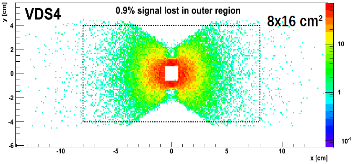 y [cm]
VDS4
0.9% signal lost in outer region
8x16 cm²
6
4
2
0
-2
-4
-6
-10 -5 0 5 10
x [cm]
10
1
10⁻¹